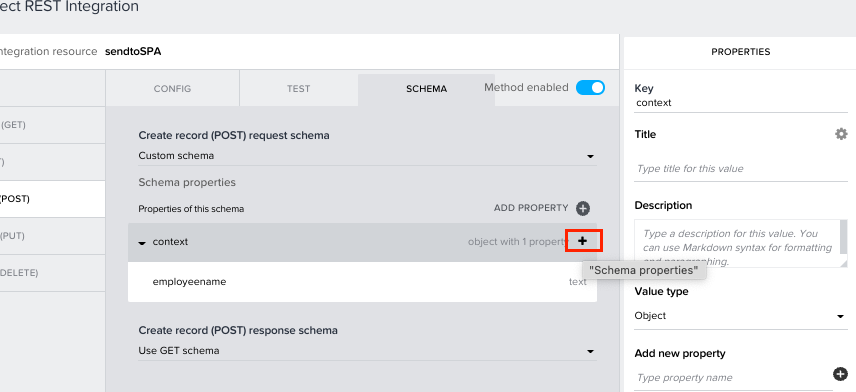 ect REST Integration
ntegration resource sendtoSPA
PROPERTIES
CONFIG
TEST
SCHEMA
Method enabled
(GET)
)
(POST)
(PUT)
DELETE)
Create record (POST) request schema
Custom schema
Schema properties
Properties of this schema
ADD PROPERTY
context
object with 1 property
"Schema properties"
employeename
text
Create record (POST) response schema
Use GET schema
Key
context
Title
Type title for this value
Description
Type a description for this value. You
can use Markdown syntax for formatting
and paragraphing.
Value type
Object
Add new property
Type property name